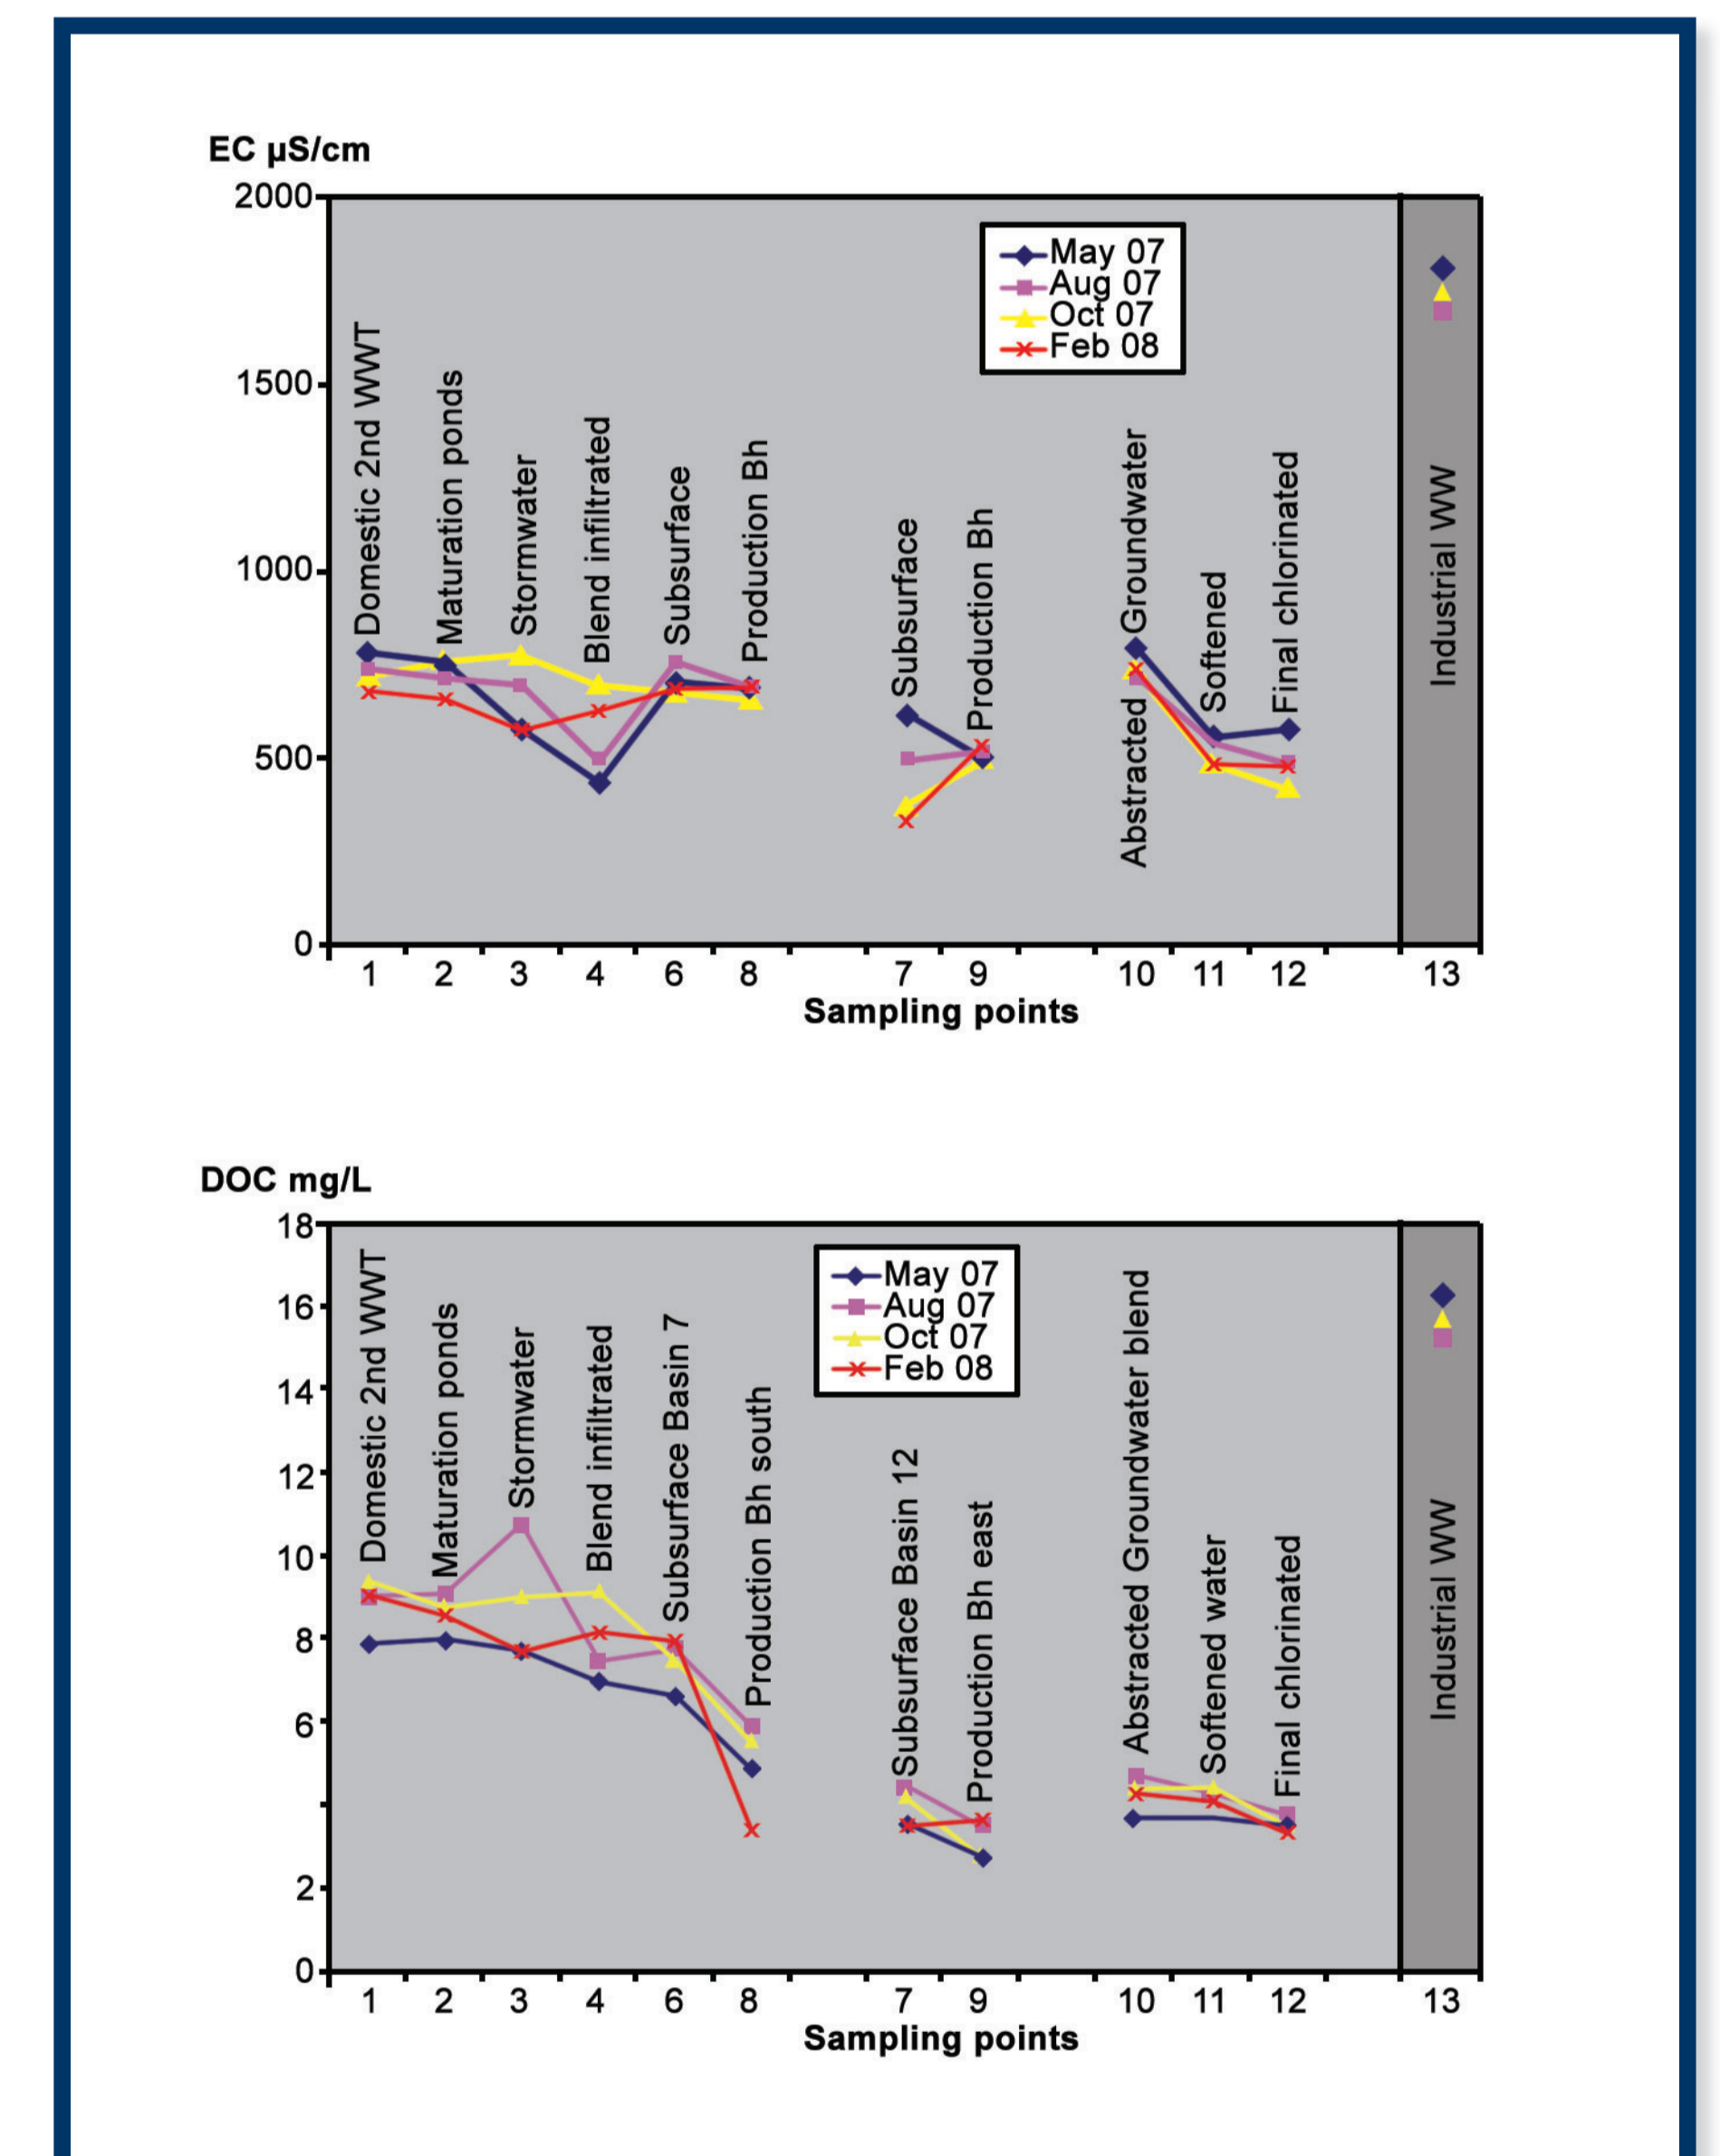 EC µS/cm
2000
1500
1000
500
0
May 07
Aug 07
Oct 07
Feb 08
Domestic 2nd WWT
Maturation ponds
Stormwater
Blend infiltrated
Subsurface
Production Bh
Subsurface
Production Bh
Abstracted Groundwater
Softened
Final chlorinated
Industrial WW
1 2 3 4 6 8 7 9 10 11 12 13
Sampling points
DOC mg/L
18
16
14
12
10
8
6
2
0
May 07
Aug 07
Oct 07
Feb 08
Domestic 2nd WWT
Maturation ponds
Stormwater
Blend infiltrated
Subsurface Basin 7
Production Bh south
Subsurface Basin 12
Production Bh east
Abstracted Groundwater blend
Softened water
Final chlorinated
Industrial WW
1 2 3 4 6 8 7 9 10 11 12 13
Sampling points